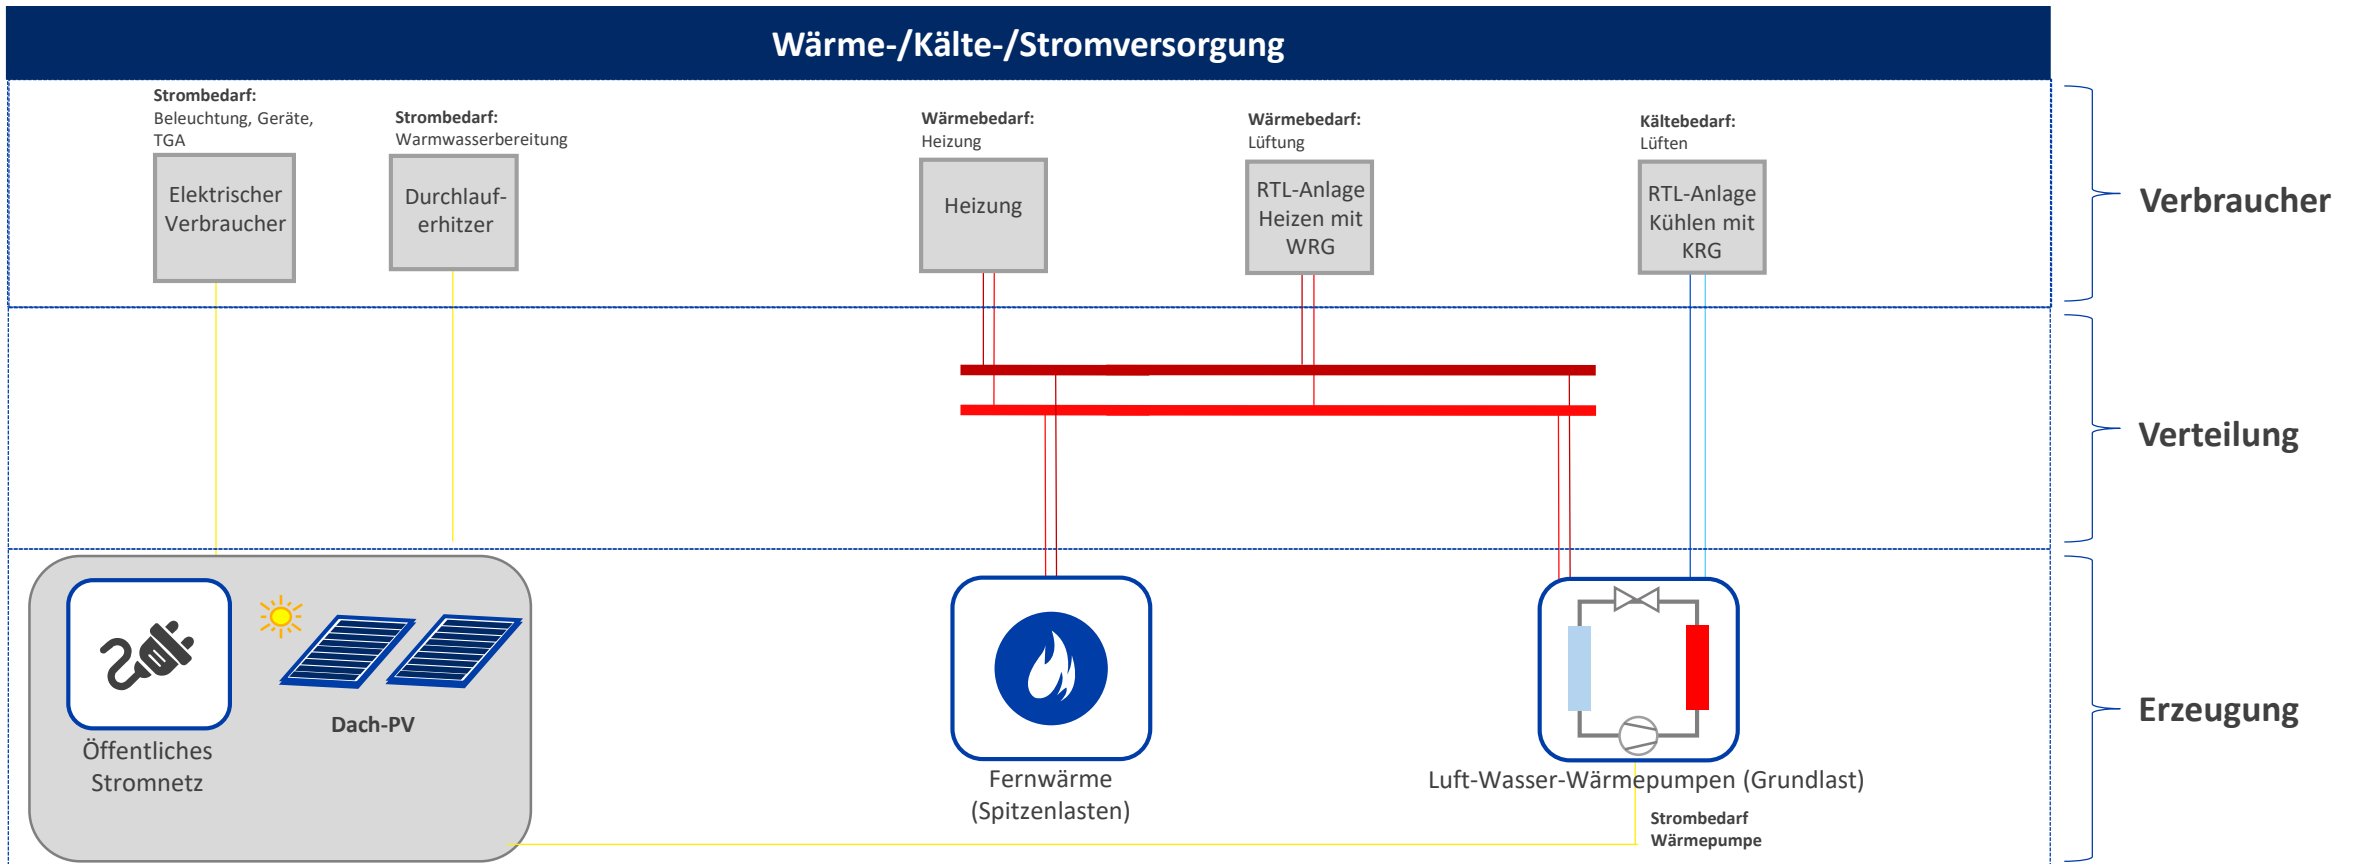 Wärme-/Kälte-/Stromversorgung
Strombedarf:
Beleuchtung, Geräte,
TGA
Elektrischer
Verbraucher
Strombedarf:
Warmwasserbereitung
Durchlauf-
erhitzer
Wärmebedarf:
Heizung
Heizung
Wärmebedarf:
Lüftung
RTL-Anlage
Heizen mit
WRG
Kältebedarf:
Lüften
RTL-Anlage
Kühlen mit
KRG
Verbraucher
Verteilung
Erzeugung
Öffentliches
Stromnetz
Dach-PV
Fernwärme
(Spitzenlasten)
Luft-Wasser-Wärmepumpen (Grundlast)
Strombedarf
Wärmepumpe